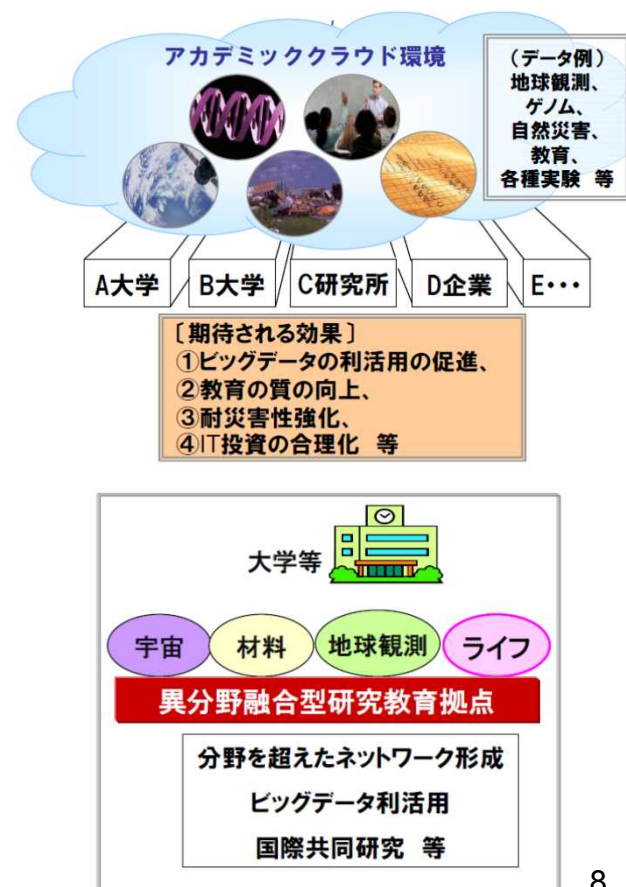 アカデミッククラウド環境
(データ例)
地球観測、
ゲノム、
自然災害、
教育、
各種実験 等
A大学
B大学
C研究所
D企業
E・・・
〔期待される効果〕
①ビッグデータの利活用の促進、
②教育の質の向上、
③耐災害性強化、
④IT投資の合理化 等
大学等
宇宙
材料
地球観測
ライフ
異分野融合型研究教育拠点
分野を超えたネットワーク形成
ビッグデータ利活用
国際共同研究 等
8